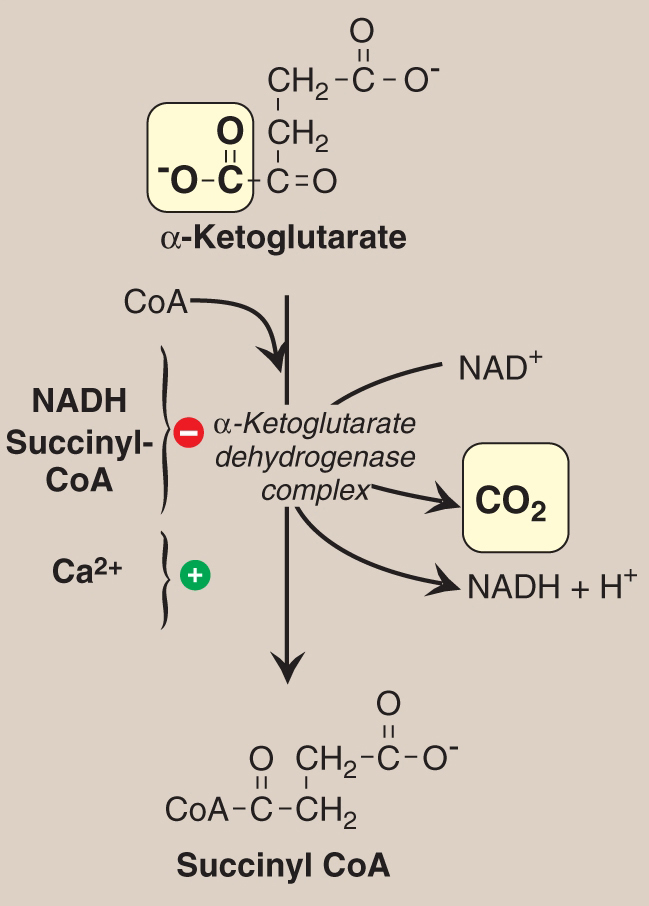 O
||
CH₂–C–O⁻
O CH₂
||
⁻O–C–C=O
α-Ketoglutarate
CoA
NAD⁺
NADH
Succinyl-
CoA
–
α-Ketoglutarate
dehydrogenase
complex
CO₂
Ca²⁺
+
NADH + H⁺
O
||
O CH₂–C–O⁻
||
CoA–C–CH₂
Succinyl CoA